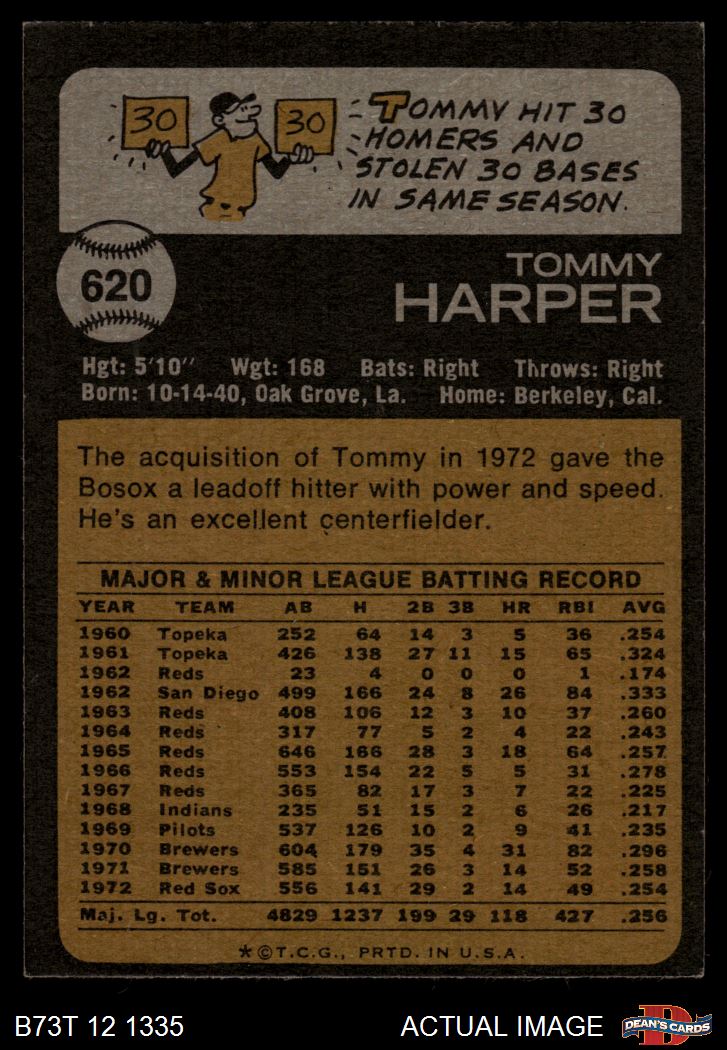 30
30
TOMMY HIT 30
HOMERS AND
STOLEN 30 BASES
IN SAME SEASON.
620
TOMMY
HARPER
Hgt: 5'10" Wgt: 168 Bats: Right Throws: Right
Born: 10-14-40, Oak Grove, La. Home: Berkeley, Cal.
The acquisition of Tommy in 1972 gave the
Bosox a leadoff hitter with power and speed.
He's an excellent centerfielder.
MAJOR & MINOR LEAGUE BATTING RECORD
YEAR TEAM AB H 2B 3B HR RBI AVG
1960 Topeka 252 64 14 3 5 36 .254
1961 Topeka 426 138 27 11 15 65 .324
1962 Reds 23 4 0 0 0 1 .174
1962 San Diego 499 166 24 8 26 84 .333
1963 Reds 408 106 12 3 10 37 .260
1964 Reds 317 77 5 2 4 22 .243
1965 Reds 646 166 28 3 18 64 .257
1966 Reds 553 154 22 5 5 31 .278
1967 Reds 365 82 17 3 7 22 .225
1968 Indians 235 51 15 2 6 26 .217
1969 Pilots 537 126 10 2 9 41 .235
1970 Brewers 604 179 35 4 31 82 .296
1971 Brewers 585 151 26 3 14 52 .258
1972 Red Sox 556 141 29 2 14 49 .254
Maj. Lg. Tot. 4829 1237 199 29 118 427 .256
*©T.C.G., PRTD. IN U.S.A.
B73T 12 1335 ACTUAL IMAGE
D
DEAN'S CARDS